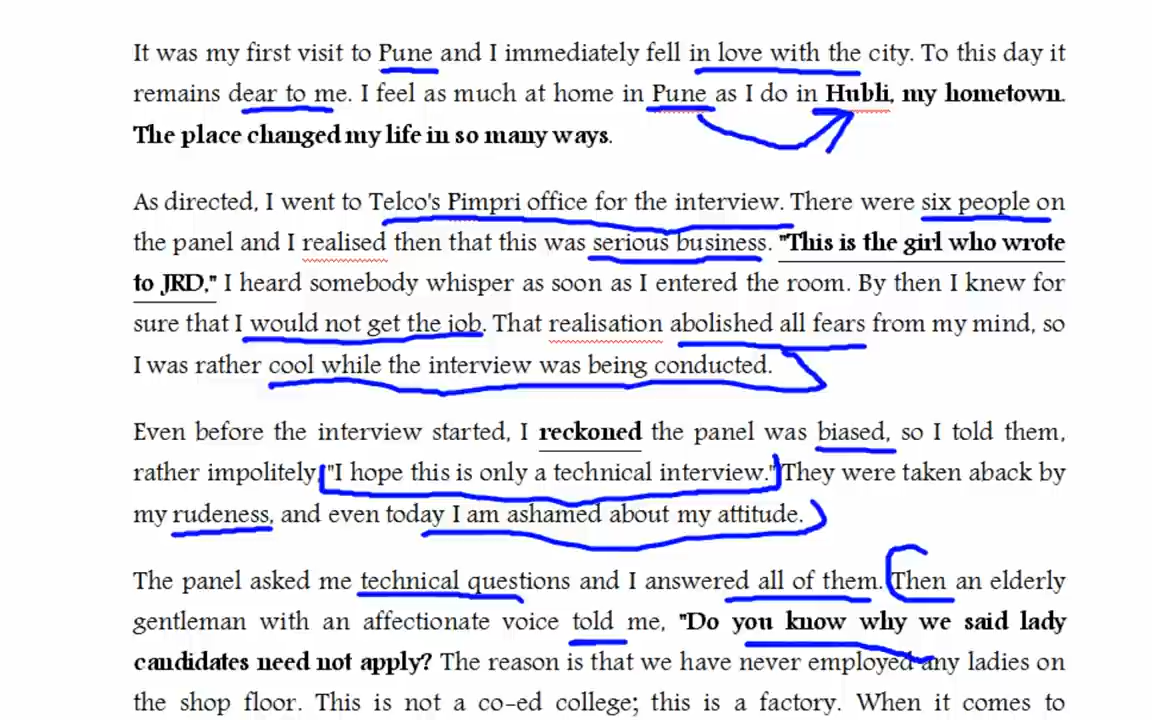 It was my first visit to Pune and I immediately fell in love with the city. To this day it
remains dear to me. I feel as much at home in Pune as I do in Hubli, my hometown.
The place changed my life in so many ways.
As directed, I went to Telco's Pimpri office for the interview. There were six people on
the panel and I realised then that this was serious business. "This is the girl who wrote
to JRD," I heard somebody whisper as soon as I entered the room. By then I knew for
sure that I would not get the job. That realisation abolished all fears from my mind, so
I was rather cool while the interview was being conducted.
Even before the interview started, I reckoned the panel was biased, so I told them,
rather impolitely, "I hope this is only a technical interview." They were taken aback by
my rudeness, and even today I am ashamed about my attitude.
The panel asked me technical questions and I answered all of them. Then an elderly
gentleman with an affectionate voice told me, "Do you know why we said lady
candidates need not apply? The reason is that we have never employed any ladies on
the shop floor. This is not a co-ed college; this is a factory. When it comes to